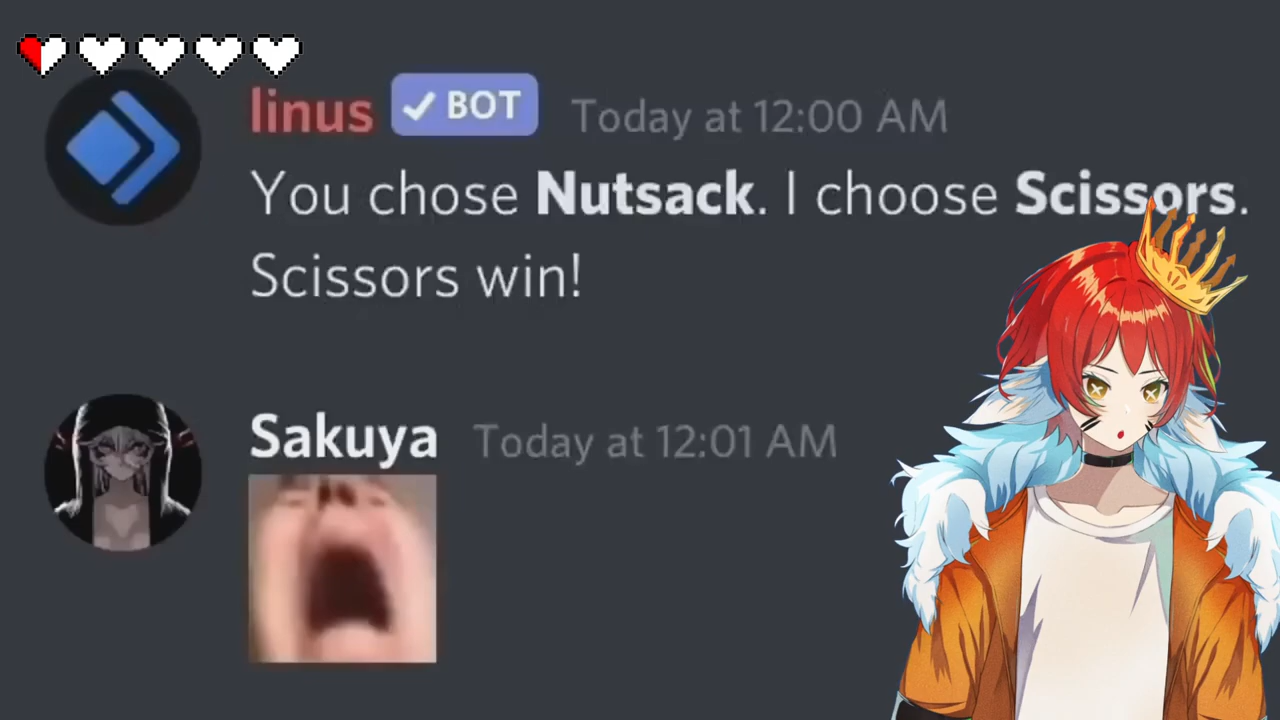 linus ✔ BOT Today at 12:00 AM
You chose Nutsack. I choose Scissors.
Scissors win!
Sakuya Today at 12:01 AM